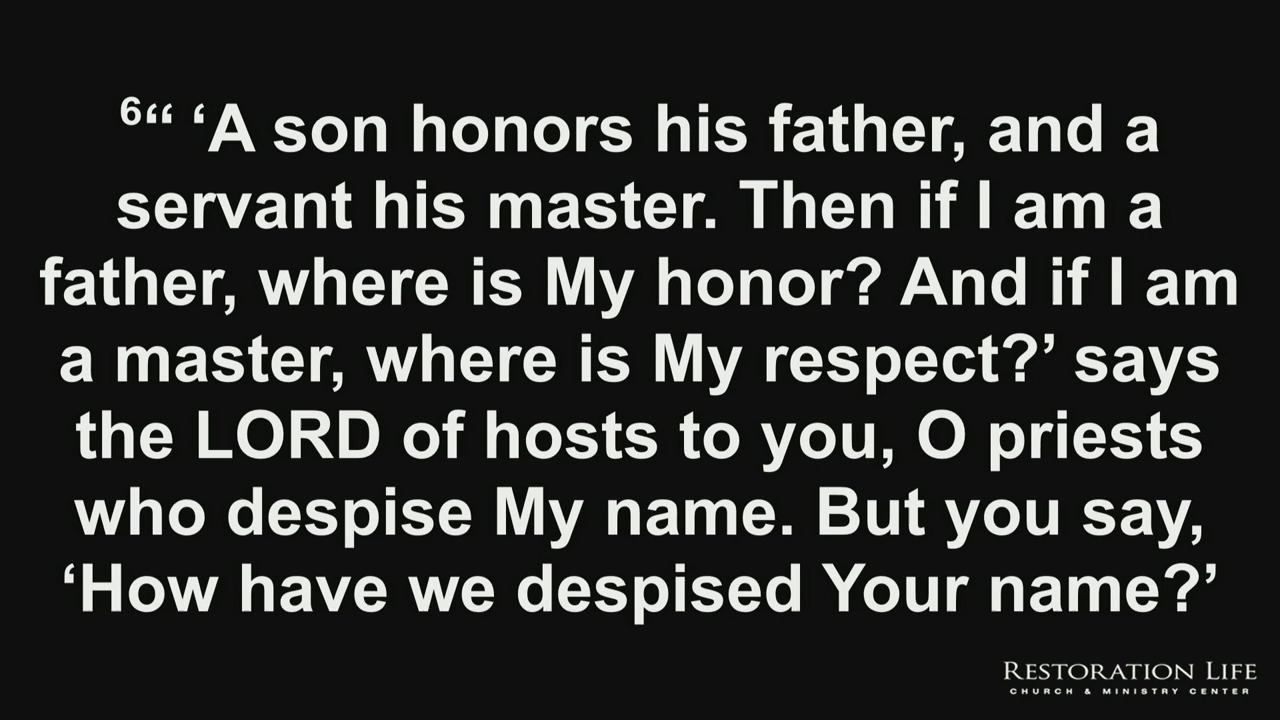 ⁶“ ‘A son honors his father, and a
servant his master. Then if I am a
father, where is My honor? And if I am
a master, where is My respect?’ says
the LORD of hosts to you, O priests
who despise My name. But you say,
‘How have we despised Your name?’
RESTORATION LIFE
CHURCH & MINISTRY CENTER